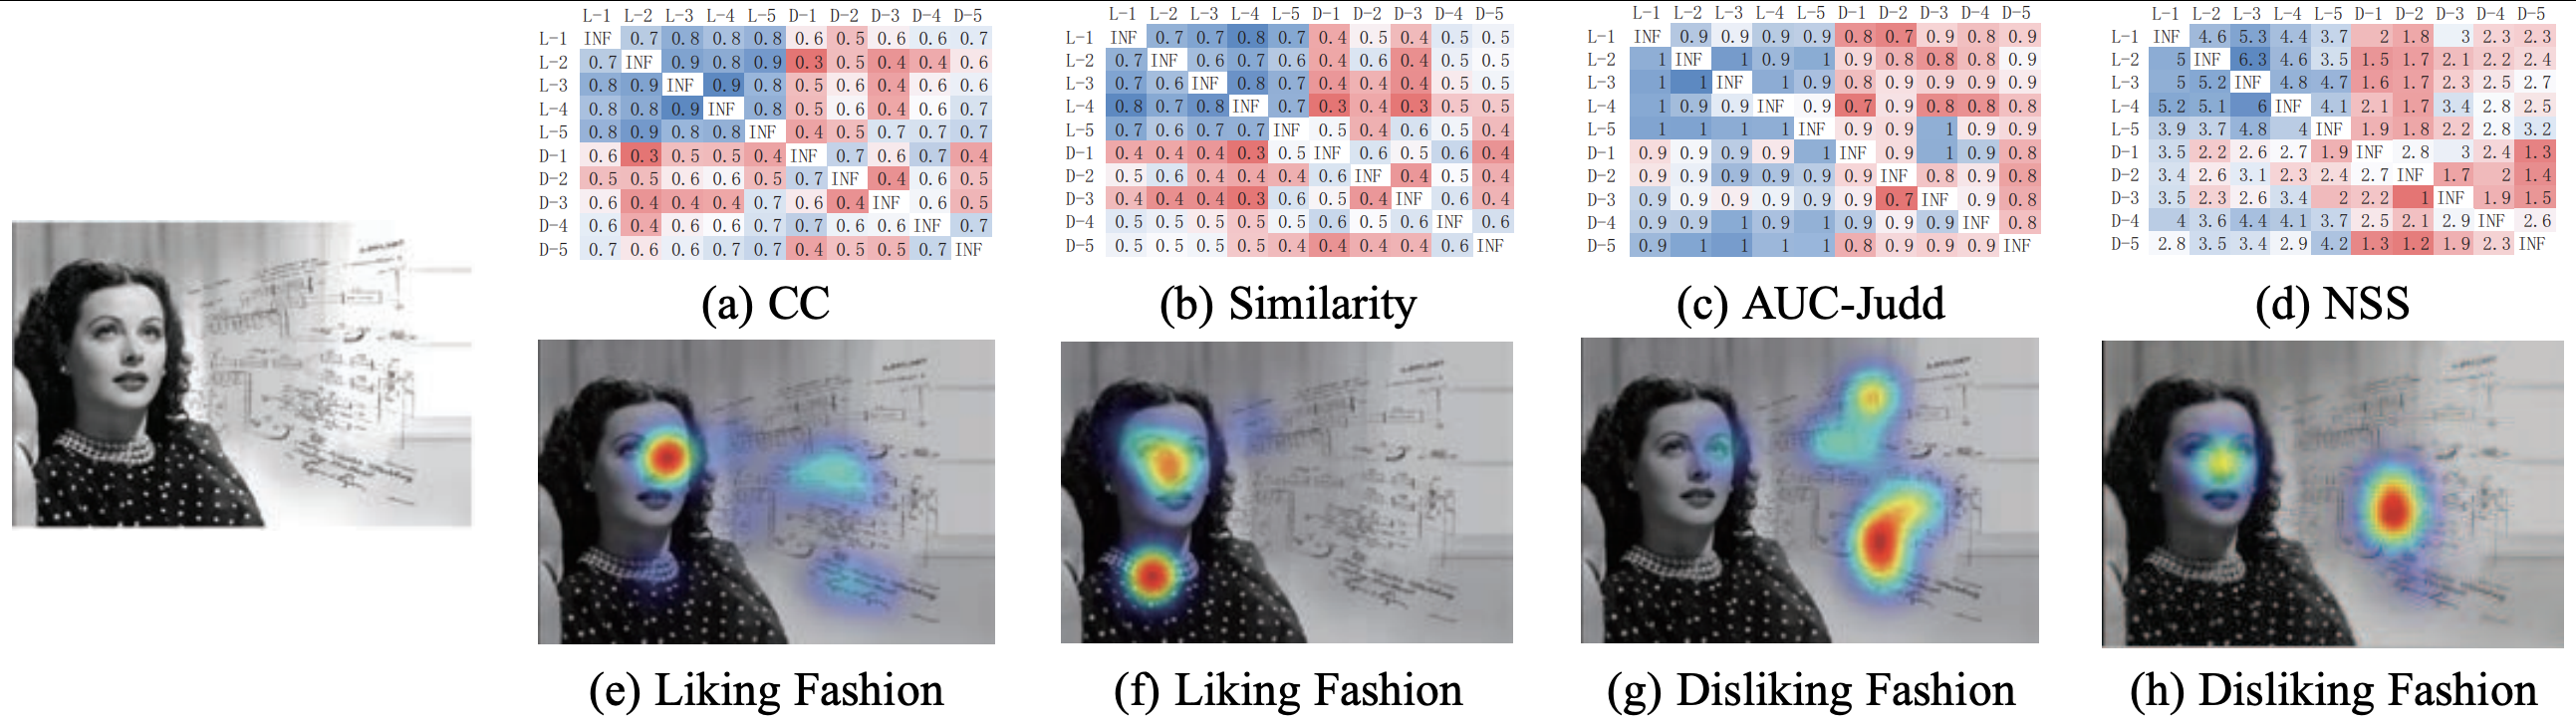 L-1 L-2 L-3 L-4 L-5 D-1 D-2 D-3 D-4 D-5
L-1 INF 0.7 0.8 0.8 0.8 0.6 0.5 0.6 0.6 0.7
L-2 0.7 INF 0.9 0.8 0.9 0.3 0.5 0.4 0.4 0.6
L-3 0.8 0.9 INF 0.9 0.8 0.5 0.6 0.4 0.6 0.6
L-4 0.8 0.8 0.9 INF 0.8 0.5 0.6 0.4 0.6 0.7
L-5 0.8 0.9 0.8 0.8 INF 0.4 0.5 0.7 0.7 0.7
D-1 0.6 0.3 0.5 0.5 0.4 INF 0.7 0.6 0.7 0.4
D-2 0.5 0.5 0.6 0.6 0.5 0.7 INF 0.4 0.6 0.5
D-3 0.4 0.4 0.4 0.4 0.7 0.6 0.4 INF 0.6 0.5
D-4 0.6 0.4 0.6 0.6 0.7 0.7 0.6 0.6 INF 0.7
D-5 0.7 0.6 0.6 0.7 0.7 0.4 0.5 0.5 0.7 INF
(a) CC
L-1 L-2 L-3 L-4 L-5 D-1 D-2 D-3 D-4 D-5
L-1 INF 0.7 0.7 0.8 0.7 0.4 0.5 0.4 0.5 0.5
L-2 0.7 INF 0.6 0.7 0.6 0.4 0.6 0.4 0.5 0.5
L-3 0.7 0.6 INF 0.8 0.7 0.4 0.4 0.4 0.5 0.5
L-4 0.8 0.7 0.8 INF 0.7 0.3 0.4 0.3 0.5 0.5
L-5 0.7 0.6 0.7 0.7 INF 0.5 0.4 0.6 0.5 0.4
D-1 0.4 0.4 0.4 0.3 0.5 INF 0.6 0.5 0.6 0.4
D-2 0.5 0.6 0.4 0.4 0.4 0.6 INF 0.4 0.5 0.4
D-3 0.4 0.4 0.4 0.3 0.6 0.5 0.4 INF 0.6 0.4
D-4 0.5 0.5 0.5 0.5 0.5 0.6 0.5 0.6 INF 0.6
D-5 0.5 0.5 0.5 0.5 0.4 0.4 0.4 0.4 0.6 INF
(b) Similarity
L-1 L-2 L-3 L-4 L-5 D-1 D-2 D-3 D-4 D-5
L-1 INF 0.9 0.9 0.9 0.9 0.8 0.7 0.9 0.8 0.9
L-2 1 INF 1 0.9 1 0.9 0.8 0.8 0.8 0.9
L-3 1 1 INF 1 0.9 0.8 0.9 0.9 0.9 0.9
L-4 1 0.9 0.9 INF 0.9 0.7 0.9 0.8 0.8 0.8
L-5 1 1 1 1 INF 0.9 0.9 1 0.9 0.9
D-1 0.9 0.9 0.9 0.9 1 INF 0.9 1 0.9 0.8
D-2 0.9 0.9 0.9 0.9 0.9 0.9 INF 0.8 0.9 0.8
D-3 0.9 0.9 0.9 0.9 0.9 0.9 0.7 INF 0.9 0.8
D-4 0.9 0.9 1 0.9 1 0.9 0.9 0.9 INF 0.8
D-5 0.9 1 1 1 1 0.8 0.9 0.9 0.9 INF
(c) AUC-Judd
L-1 L-2 L-3 L-4 L-5 D-1 D-2 D-3 D-4 D-5
L-1 INF 4.6 5.3 4.4 3.7 2 1.8 3 2.3 2.3
L-2 5 INF 6.3 4.6 3.5 1.5 1.7 2.1 2.2 2.4
L-3 5 5.2 INF 4.8 4.7 1.6 1.7 2.3 2.5 2.7
L-4 5.2 5.1 6 INF 4.1 2.1 1.7 3.4 2.8 2.5
L-5 3.9 3.7 4.8 4 INF 1.9 1.8 2.2 2.8 3.2
D-1 3.5 2.2 2.6 2.7 1.9 INF 2.8 3 2.4 1.3
D-2 3.4 2.6 3.1 2.3 2.4 2.7 INF 1.7 2 1.4
D-3 3.5 2.3 2.6 3.4 2 2.2 1 INF 1.9 1.5
D-4 4 3.6 4.4 4.1 3.7 2.5 2.1 2.9 INF 2.6
D-5 2.8 3.5 3.4 2.9 4.2 1.3 1.2 1.9 2.3 INF
(d) NSS
(e) Liking Fashion
(f) Liking Fashion
(g) Disliking Fashion
(h) Disliking Fashion